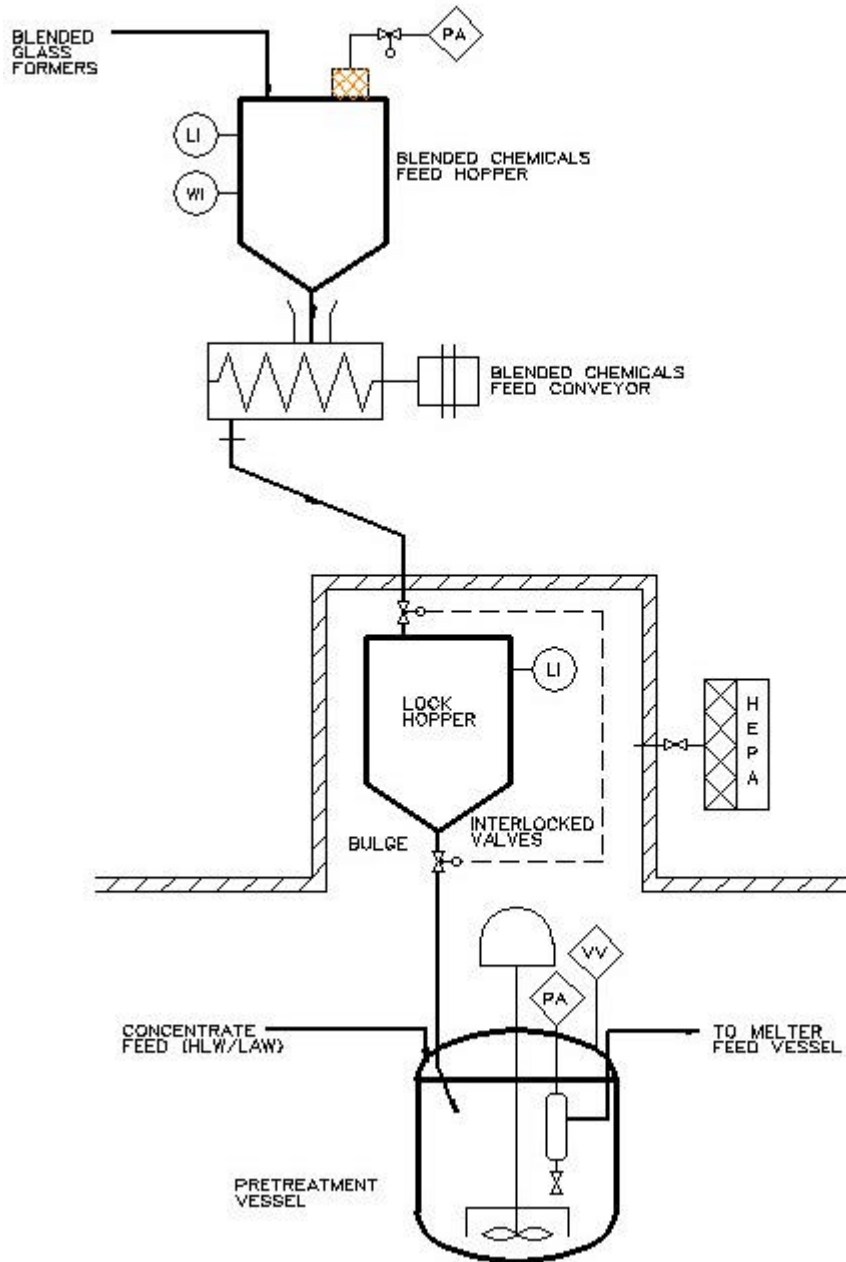 BLENDED
GLASS
FORMERS
PA
LI
WI
BLENDED CHEMICALS
FEED HOPPER
BLENDED CHEMICALS
FEED CONVEYOR
LI
LOCK
HOPPER
H
E
P
A
INTERLOCKED
VALVES
BULGE
VV
PA
CONCENTRATE
FEED (HLW/LAW)
TO MELTER
FEED VESSEL
PRETREATMENT
VESSEL